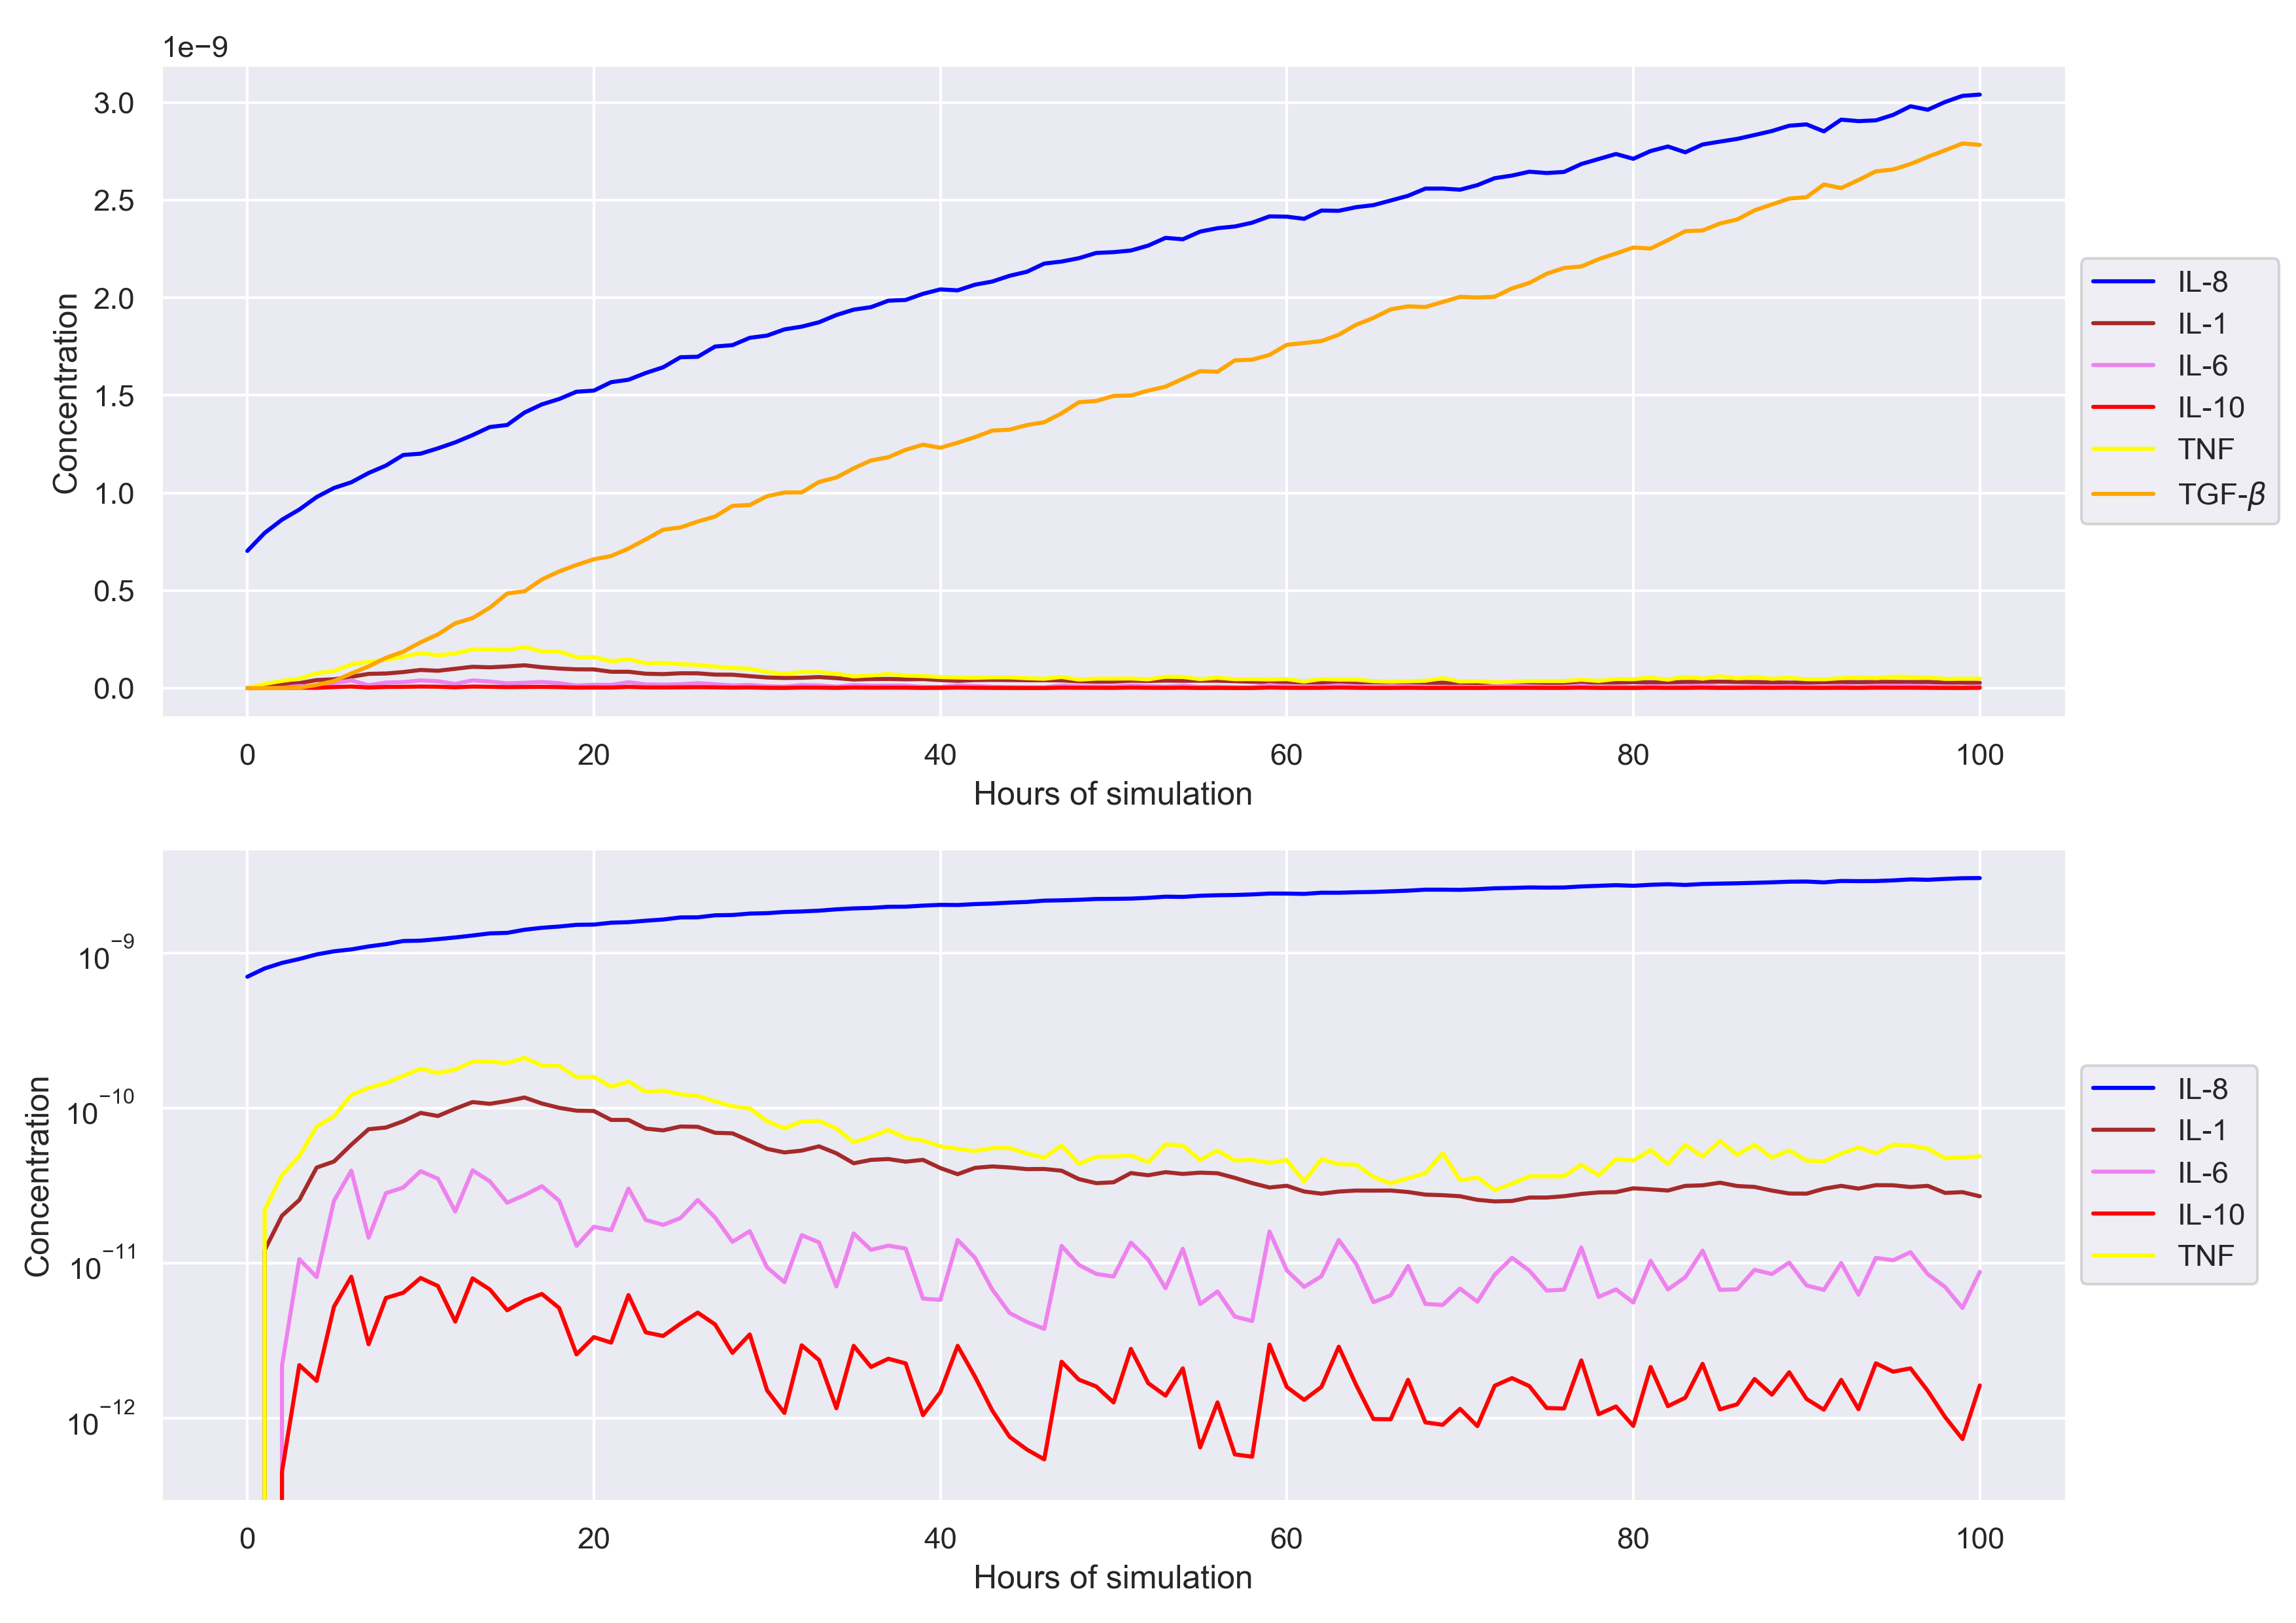 1e−9
3.0
2.5
2.0
1.5
1.0
0.5
0.0
Concentration
0
20
40
60
80
100
Hours of simulation
IL-8
IL-1
IL-6
IL-10
TNF
TGF-β
10⁻⁹
10⁻¹⁰
10⁻¹¹
10⁻¹²
Concentration
0
20
40
60
80
100
Hours of simulation
IL-8
IL-1
IL-6
IL-10
TNF